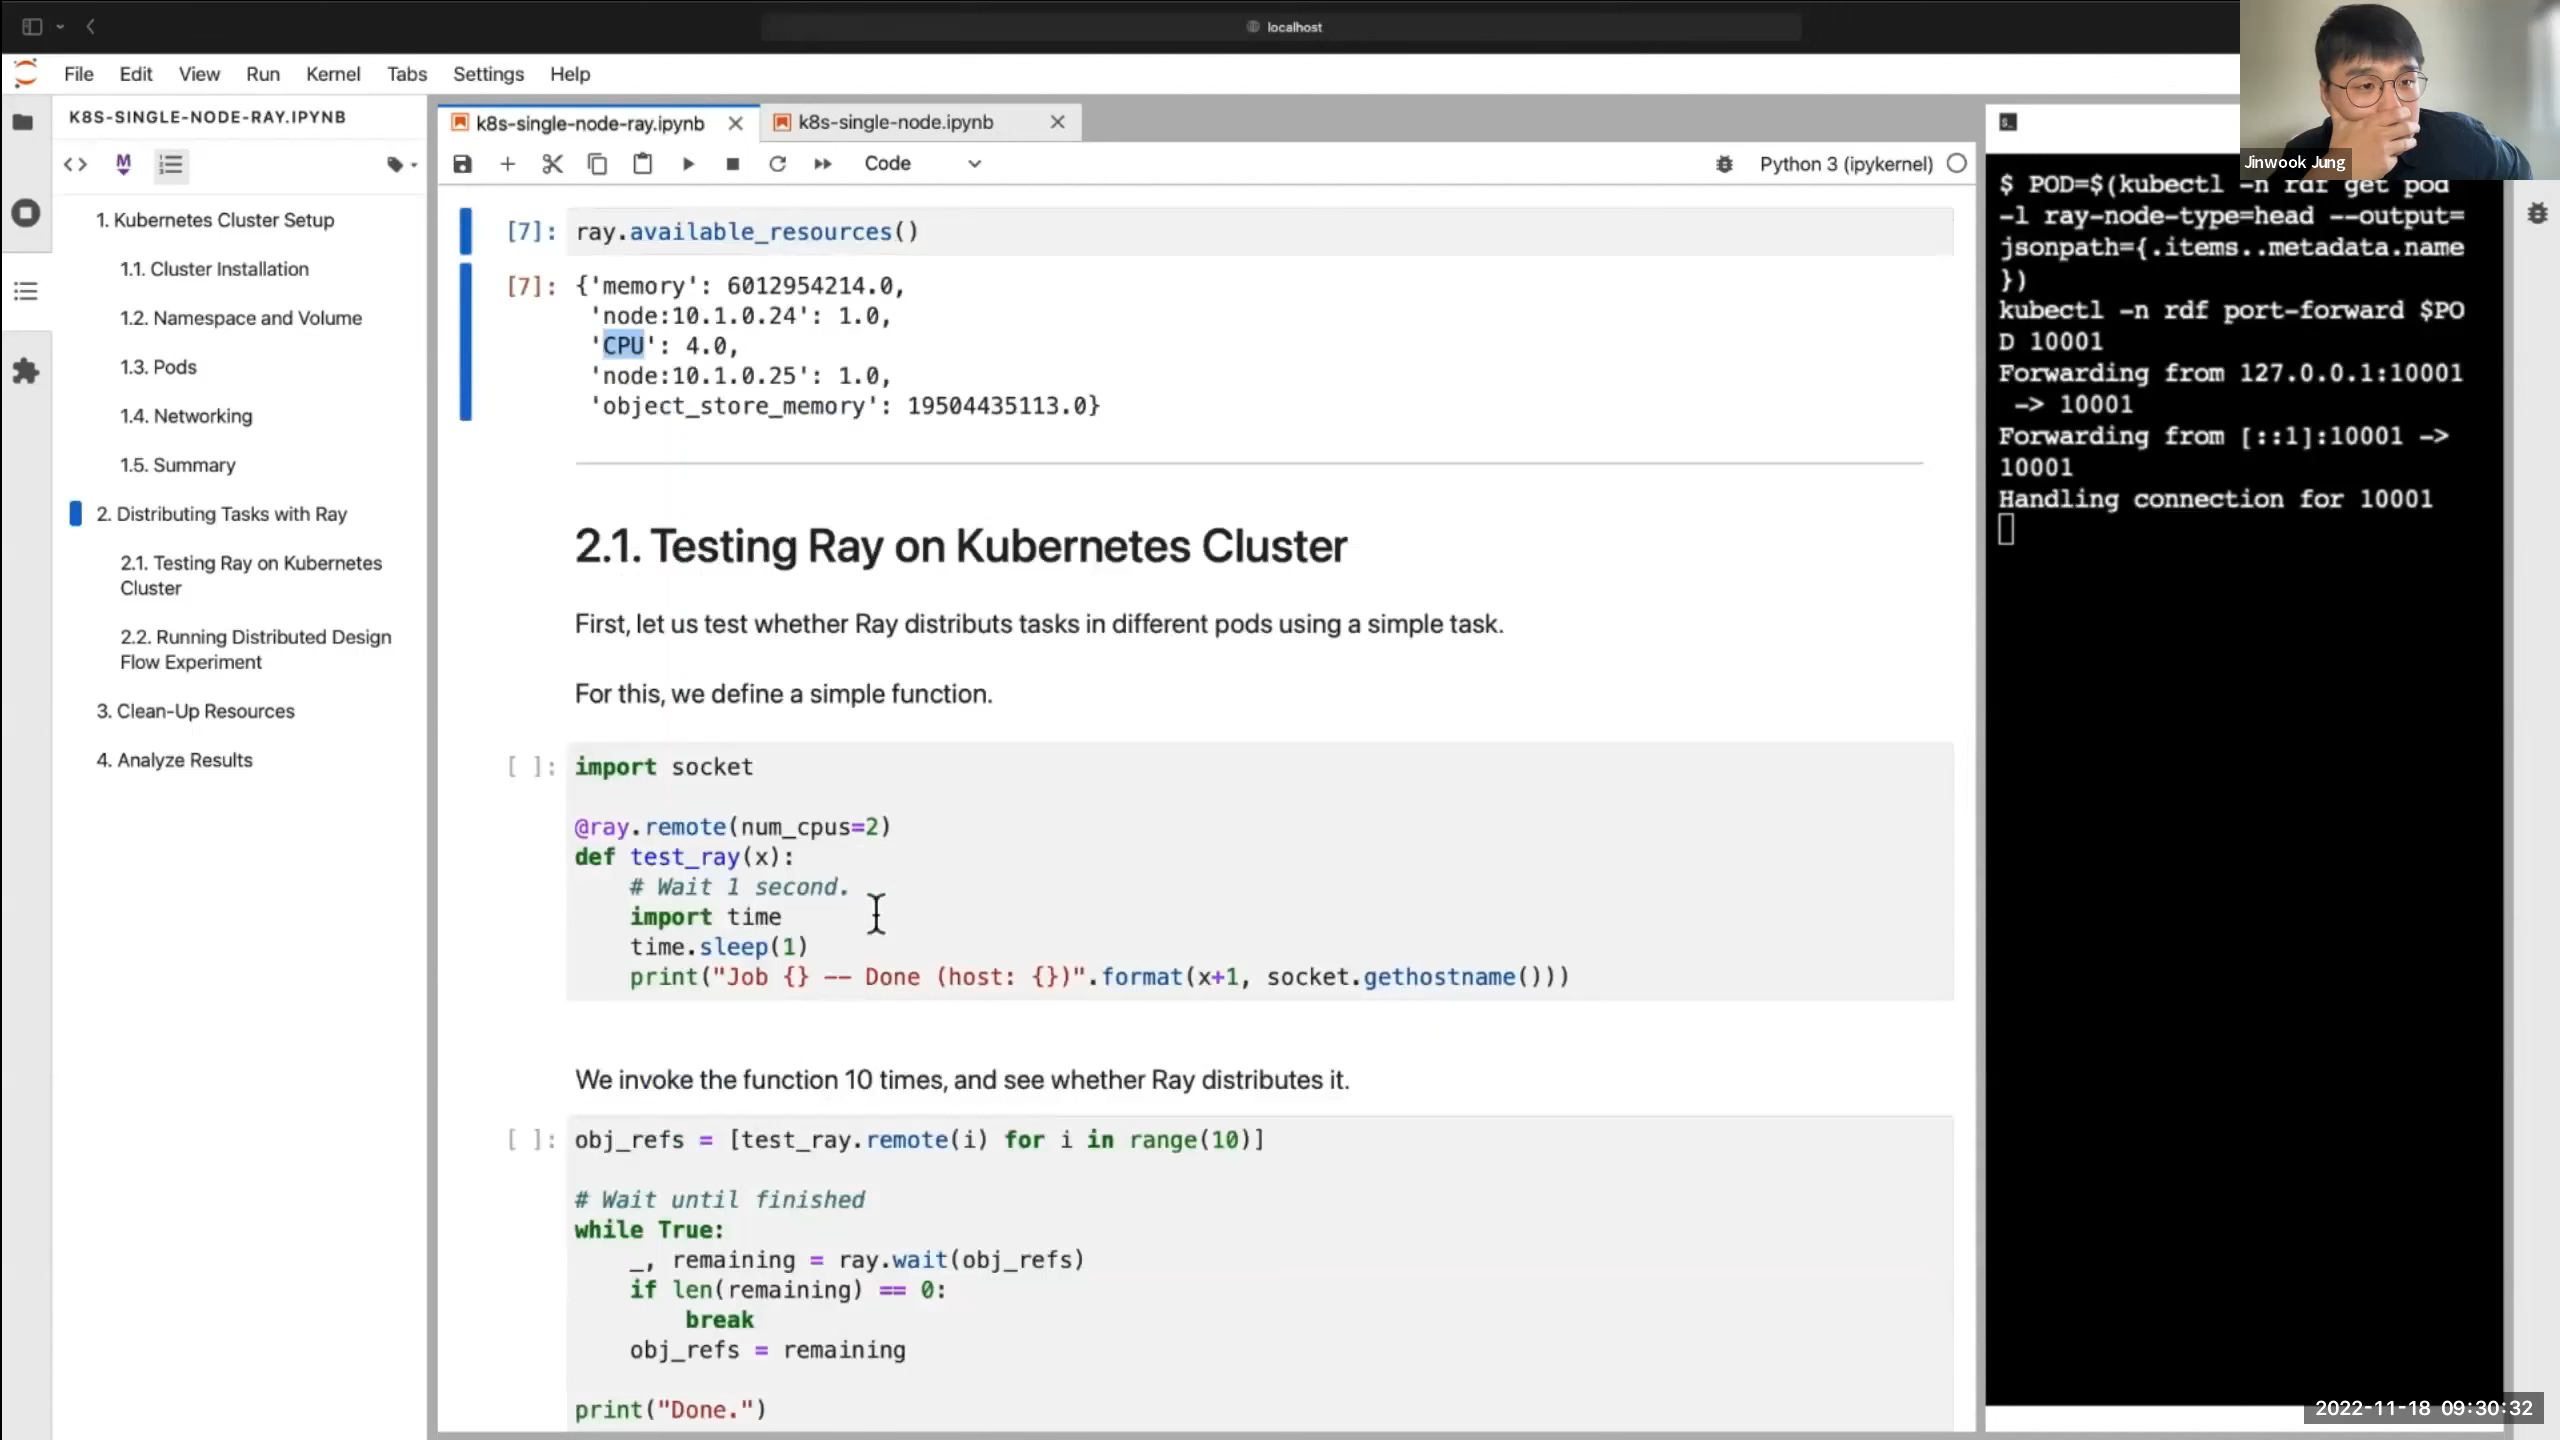 localhost
File Edit View Run Kernel Tabs Settings Help
K8S-SINGLE-NODE-RAY.IPYNB
1. Kubernetes Cluster Setup
1.1. Cluster Installation
1.2. Namespace and Volume
1.3. Pods
1.4. Networking
1.5. Summary
2. Distributing Tasks with Ray
2.1. Testing Ray on Kubernetes
Cluster
2.2. Running Distributed Design
Flow Experiment
3. Clean-Up Resources
4. Analyze Results
k8s-single-node-ray.ipynb
k8s-single-node.ipynb
Code
Python 3 (ipykernel)
[7]: ray.available_resources()
[7]: {'memory': 6012954214.0,
'node:10.1.0.24': 1.0,
'CPU': 4.0,
'node:10.1.0.25': 1.0,
'object_store_memory': 19504435113.0}
2.1. Testing Ray on Kubernetes Cluster
First, let us test whether Ray distributs tasks in different pods using a simple task.
For this, we define a simple function.
[ ]: import socket
@ray.remote(num_cpus=2)
def test_ray(x):
# Wait 1 second.
import time
time.sleep(1)
print("Job {} -- Done (host: {})".format(x+1, socket.gethostname()))
We invoke the function 10 times, and see whether Ray distributes it.
[ ]: obj_refs = [test_ray.remote(i) for i in range(10)]
# Wait until finished
while True:
_, remaining = ray.wait(obj_refs)
if len(remaining) == 0:
break
obj_refs = remaining
print("Done.")
Jinwook Jung
$ POD=$(kubectl -n rdf get pod
-l ray-node-type=head --output=
jsonpath={.items..metadata.name
})
kubectl -n rdf port-forward $PO
D 10001
Forwarding from 127.0.0.1:10001
-> 10001
Forwarding from [::1]:10001 ->
10001
Handling connection for 10001
2022-11-18 09:30:32